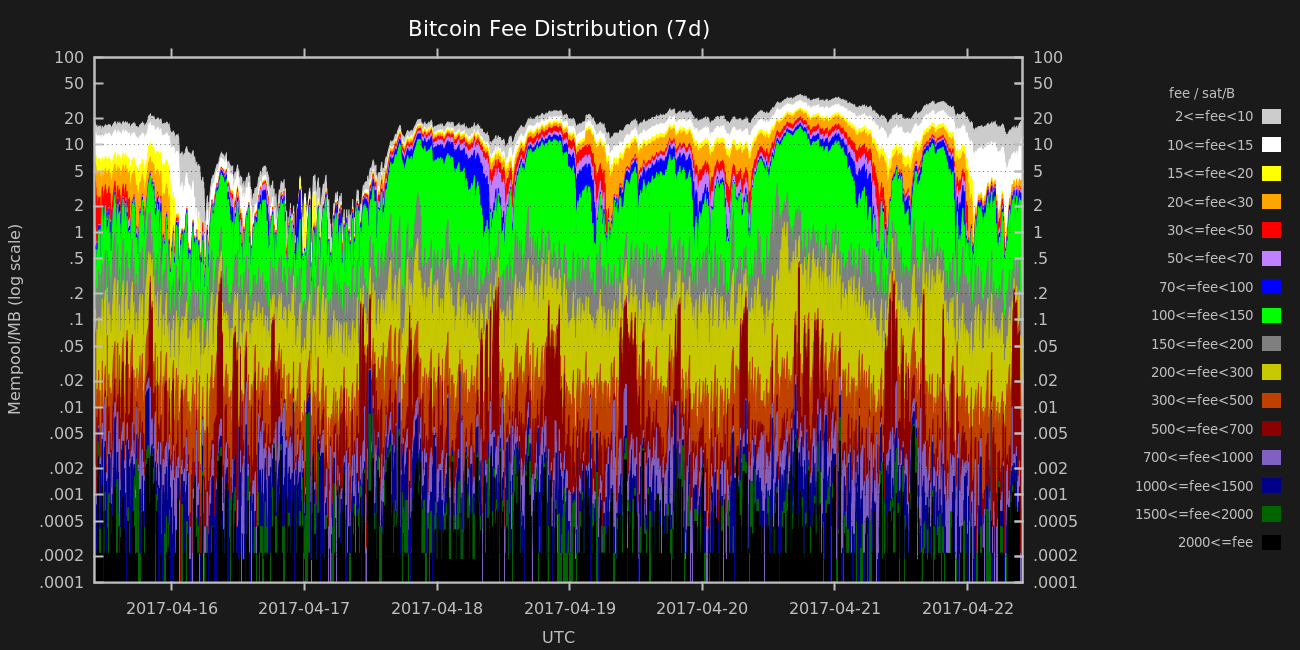 Bitcoin Fee Distribution (7d)
Mempool/MB (log scale)
100
50
20
10
5
2
1
.5
.2
.1
.05
.02
.01
.005
.002
.001
.0005
.0002
.0001
100
50
20
10
5
2
1
.5
.2
.1
.05
.02
.01
.005
.002
.001
.0005
.0002
.0001
2017-04-16 2017-04-17 2017-04-18 2017-04-19 2017-04-20 2017-04-21 2017-04-22
UTC
fee / sat/B
2<=fee<10
10<=fee<15
15<=fee<20
20<=fee<30
30<=fee<50
50<=fee<70
70<=fee<100
100<=fee<150
150<=fee<200
200<=fee<300
300<=fee<500
500<=fee<700
700<=fee<1000
1000<=fee<1500
1500<=fee<2000
2000<=fee